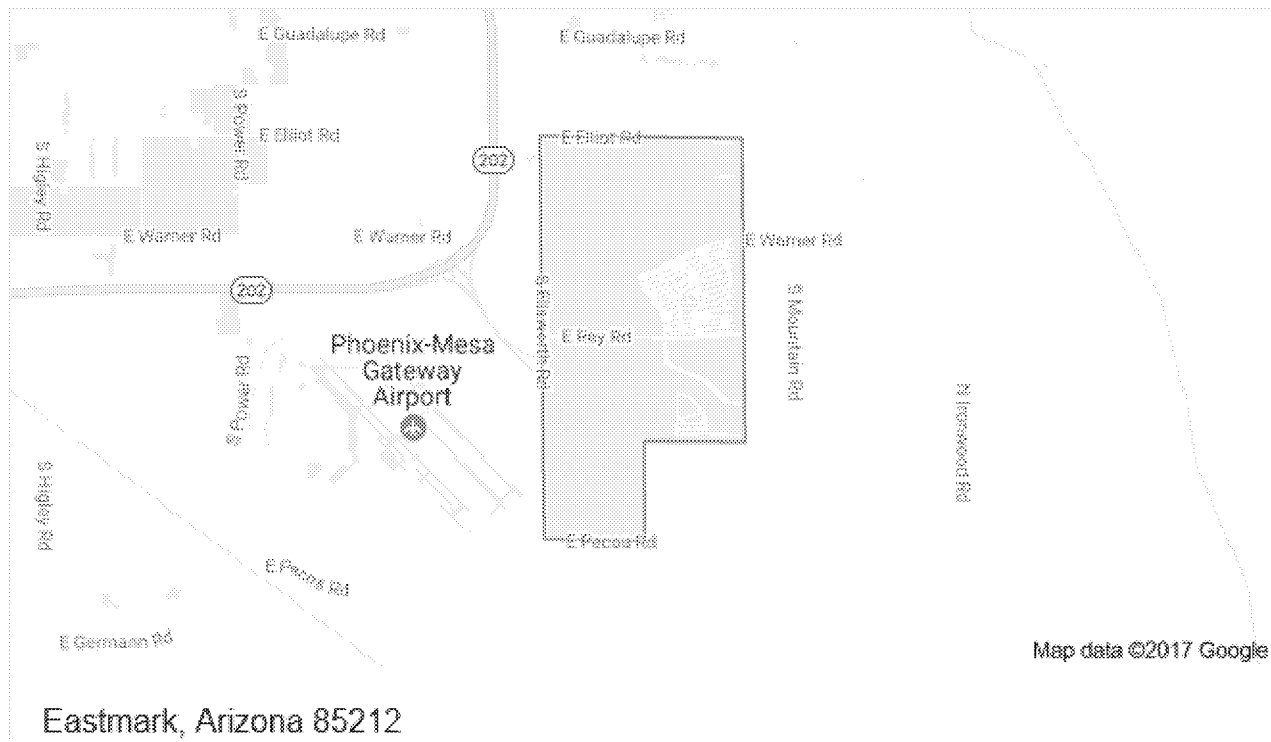 E Guadalupe Rd
E Guadalupe Rd
S Power Rd
E Elliot Rd
E Elliot Rd
S Higley Rd
202
E Warner Rd
E Warner Rd
E Warner Rd
202
S Ellsworth Rd
S Mountain Rd
E Ray Rd
Phoenix-Mesa
Gateway
Airport
S Power Rd
N Ironwood Rd
S Higley Rd
E Pecos Rd
E Pecos Rd
E Germann Rd
Map data ©2017 Google
Eastmark, Arizona 85212